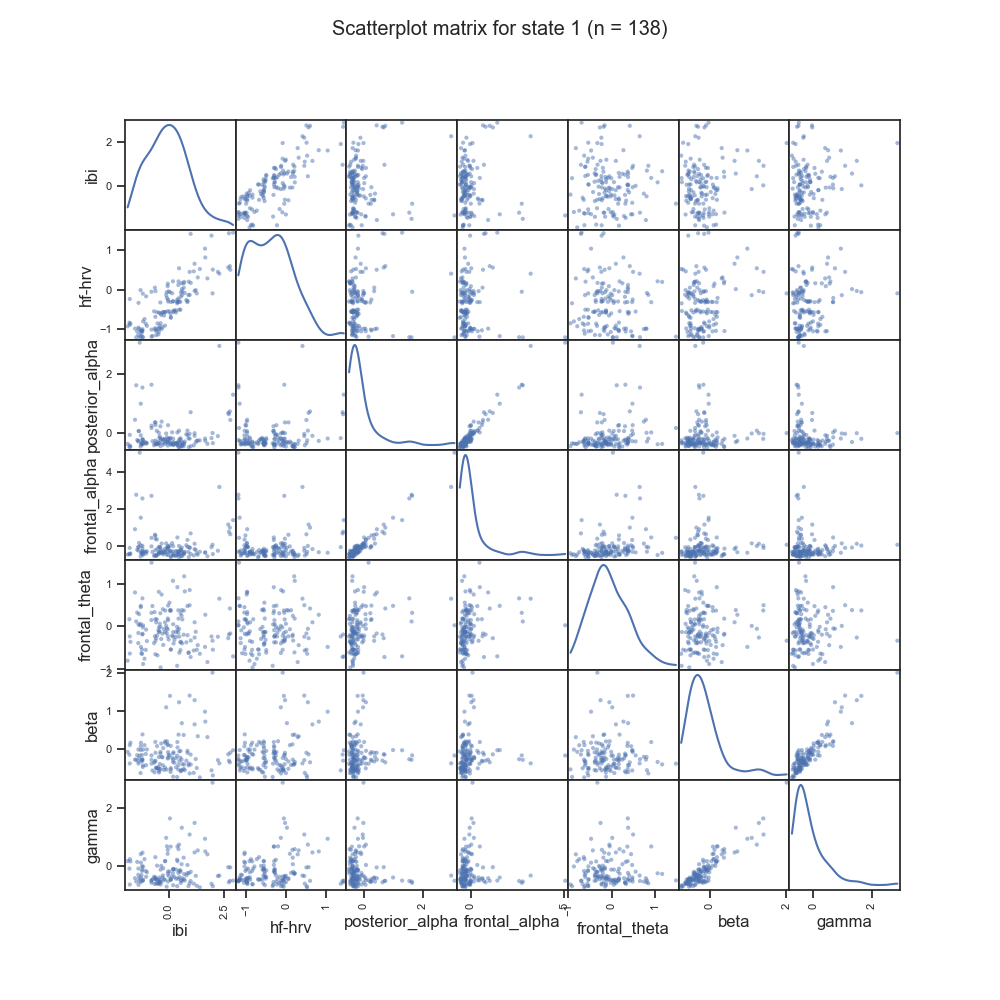 Scatterplot matrix for state 1 (n = 138)
ibi
2
0
hf-hrv
1
0
−1
posterior_alpha
2
0
frontal_alpha
4
2
0
frontal_theta
1
0
−1
beta
2
1
0
gamma
2
0
0.0
2.5
−1
0
1
0
2
0
5
−1
0
1
0
2
0
2
ibi
hf-hrv
posterior_alpha
frontal_alpha
frontal_theta
beta
gamma